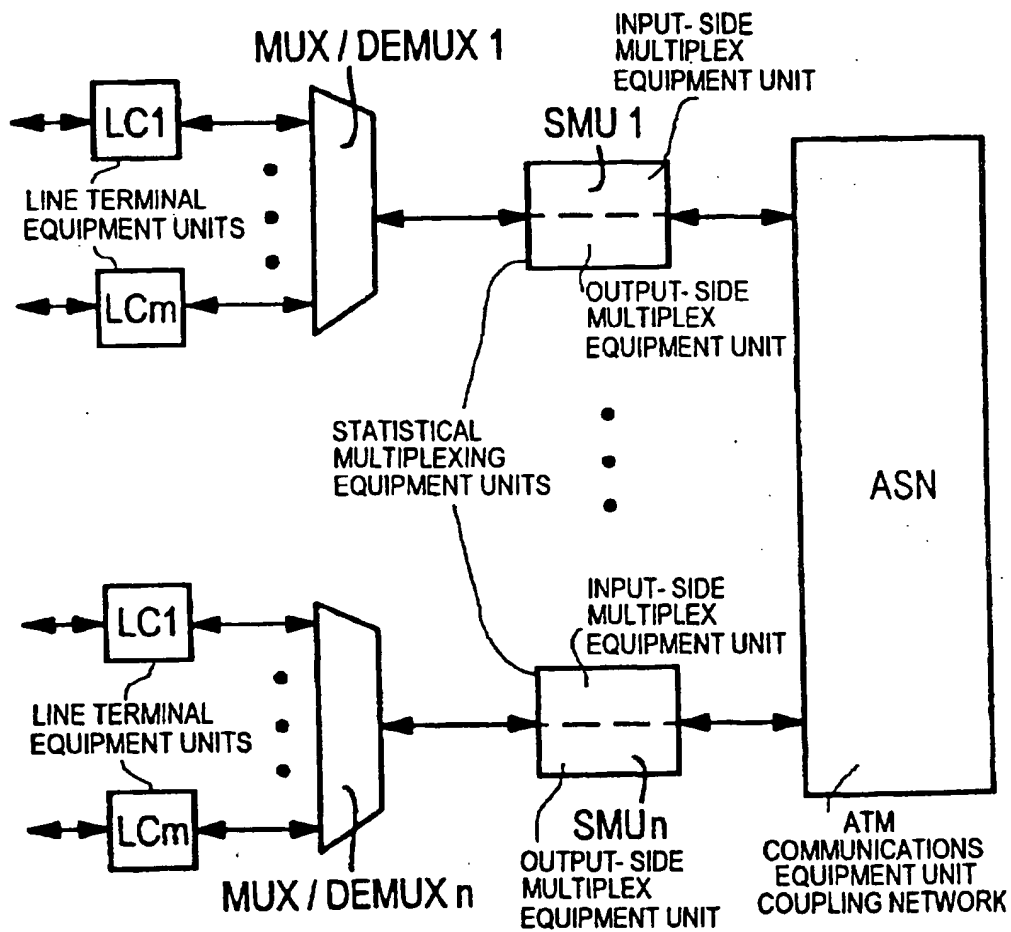 MUX / DEMUX 1
INPUT- SIDE
MULTIPLEX
EQUIPMENT UNIT
LC1
SMU 1
LINE TERMINAL
EQUIPMENT UNITS
LCm
OUTPUT- SIDE
MULTIPLEX
EQUIPMENT UNIT
STATISTICAL
MULTIPLEXING
EQUIPMENT UNITS
ASN
LC1
INPUT- SIDE
MULTIPLEX
EQUIPMENT UNIT
LINE TERMINAL
EQUIPMENT UNITS
LCm
MUX / DEMUX n
SMUn
OUTPUT- SIDE
MULTIPLEX
EQUIPMENT UNIT
ATM
COMMUNICATIONS
EQUIPMENT UNIT
COUPLING NETWORK